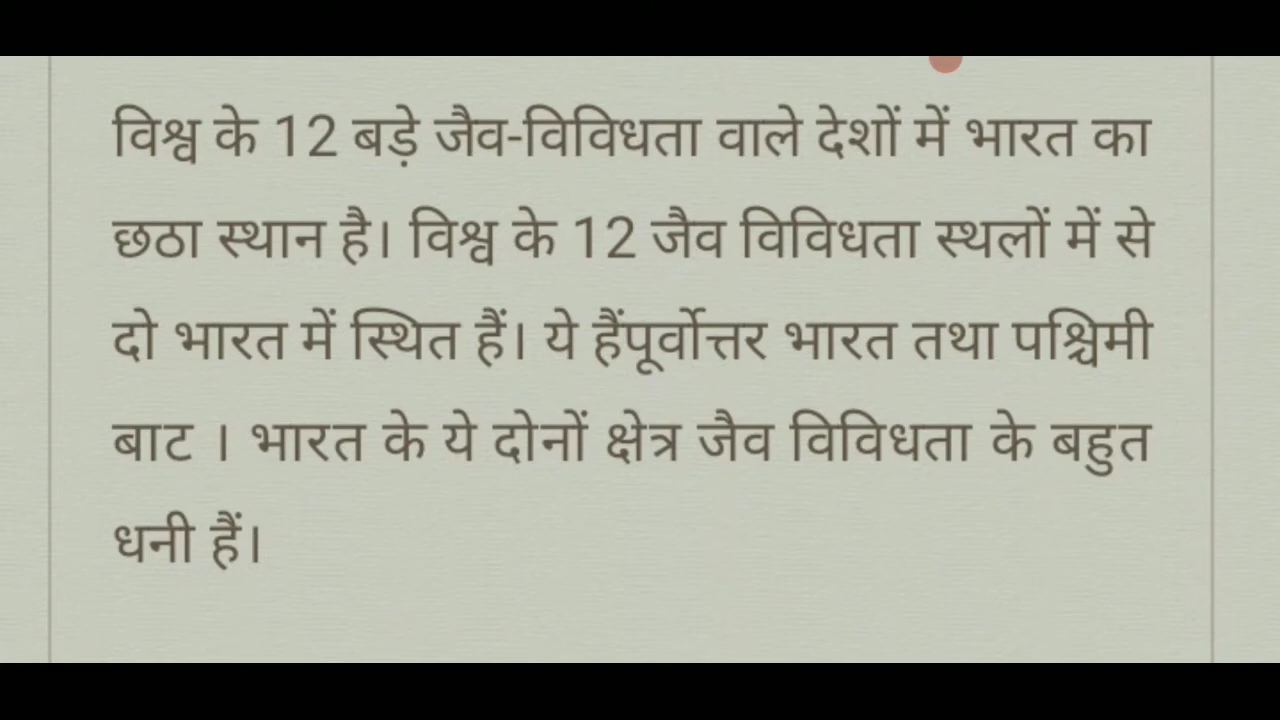 विश्व के 12 बड़े जैव-विविधता वाले देशों में भारत का
छठा स्थान है। विश्व के 12 जैव विविधता स्थलों में से
दो भारत में स्थित हैं। ये हैंपूर्वोत्तर भारत तथा पश्चिमी
बाट । भारत के ये दोनों क्षेत्र जैव विविधता के बहुत
धनी हैं।